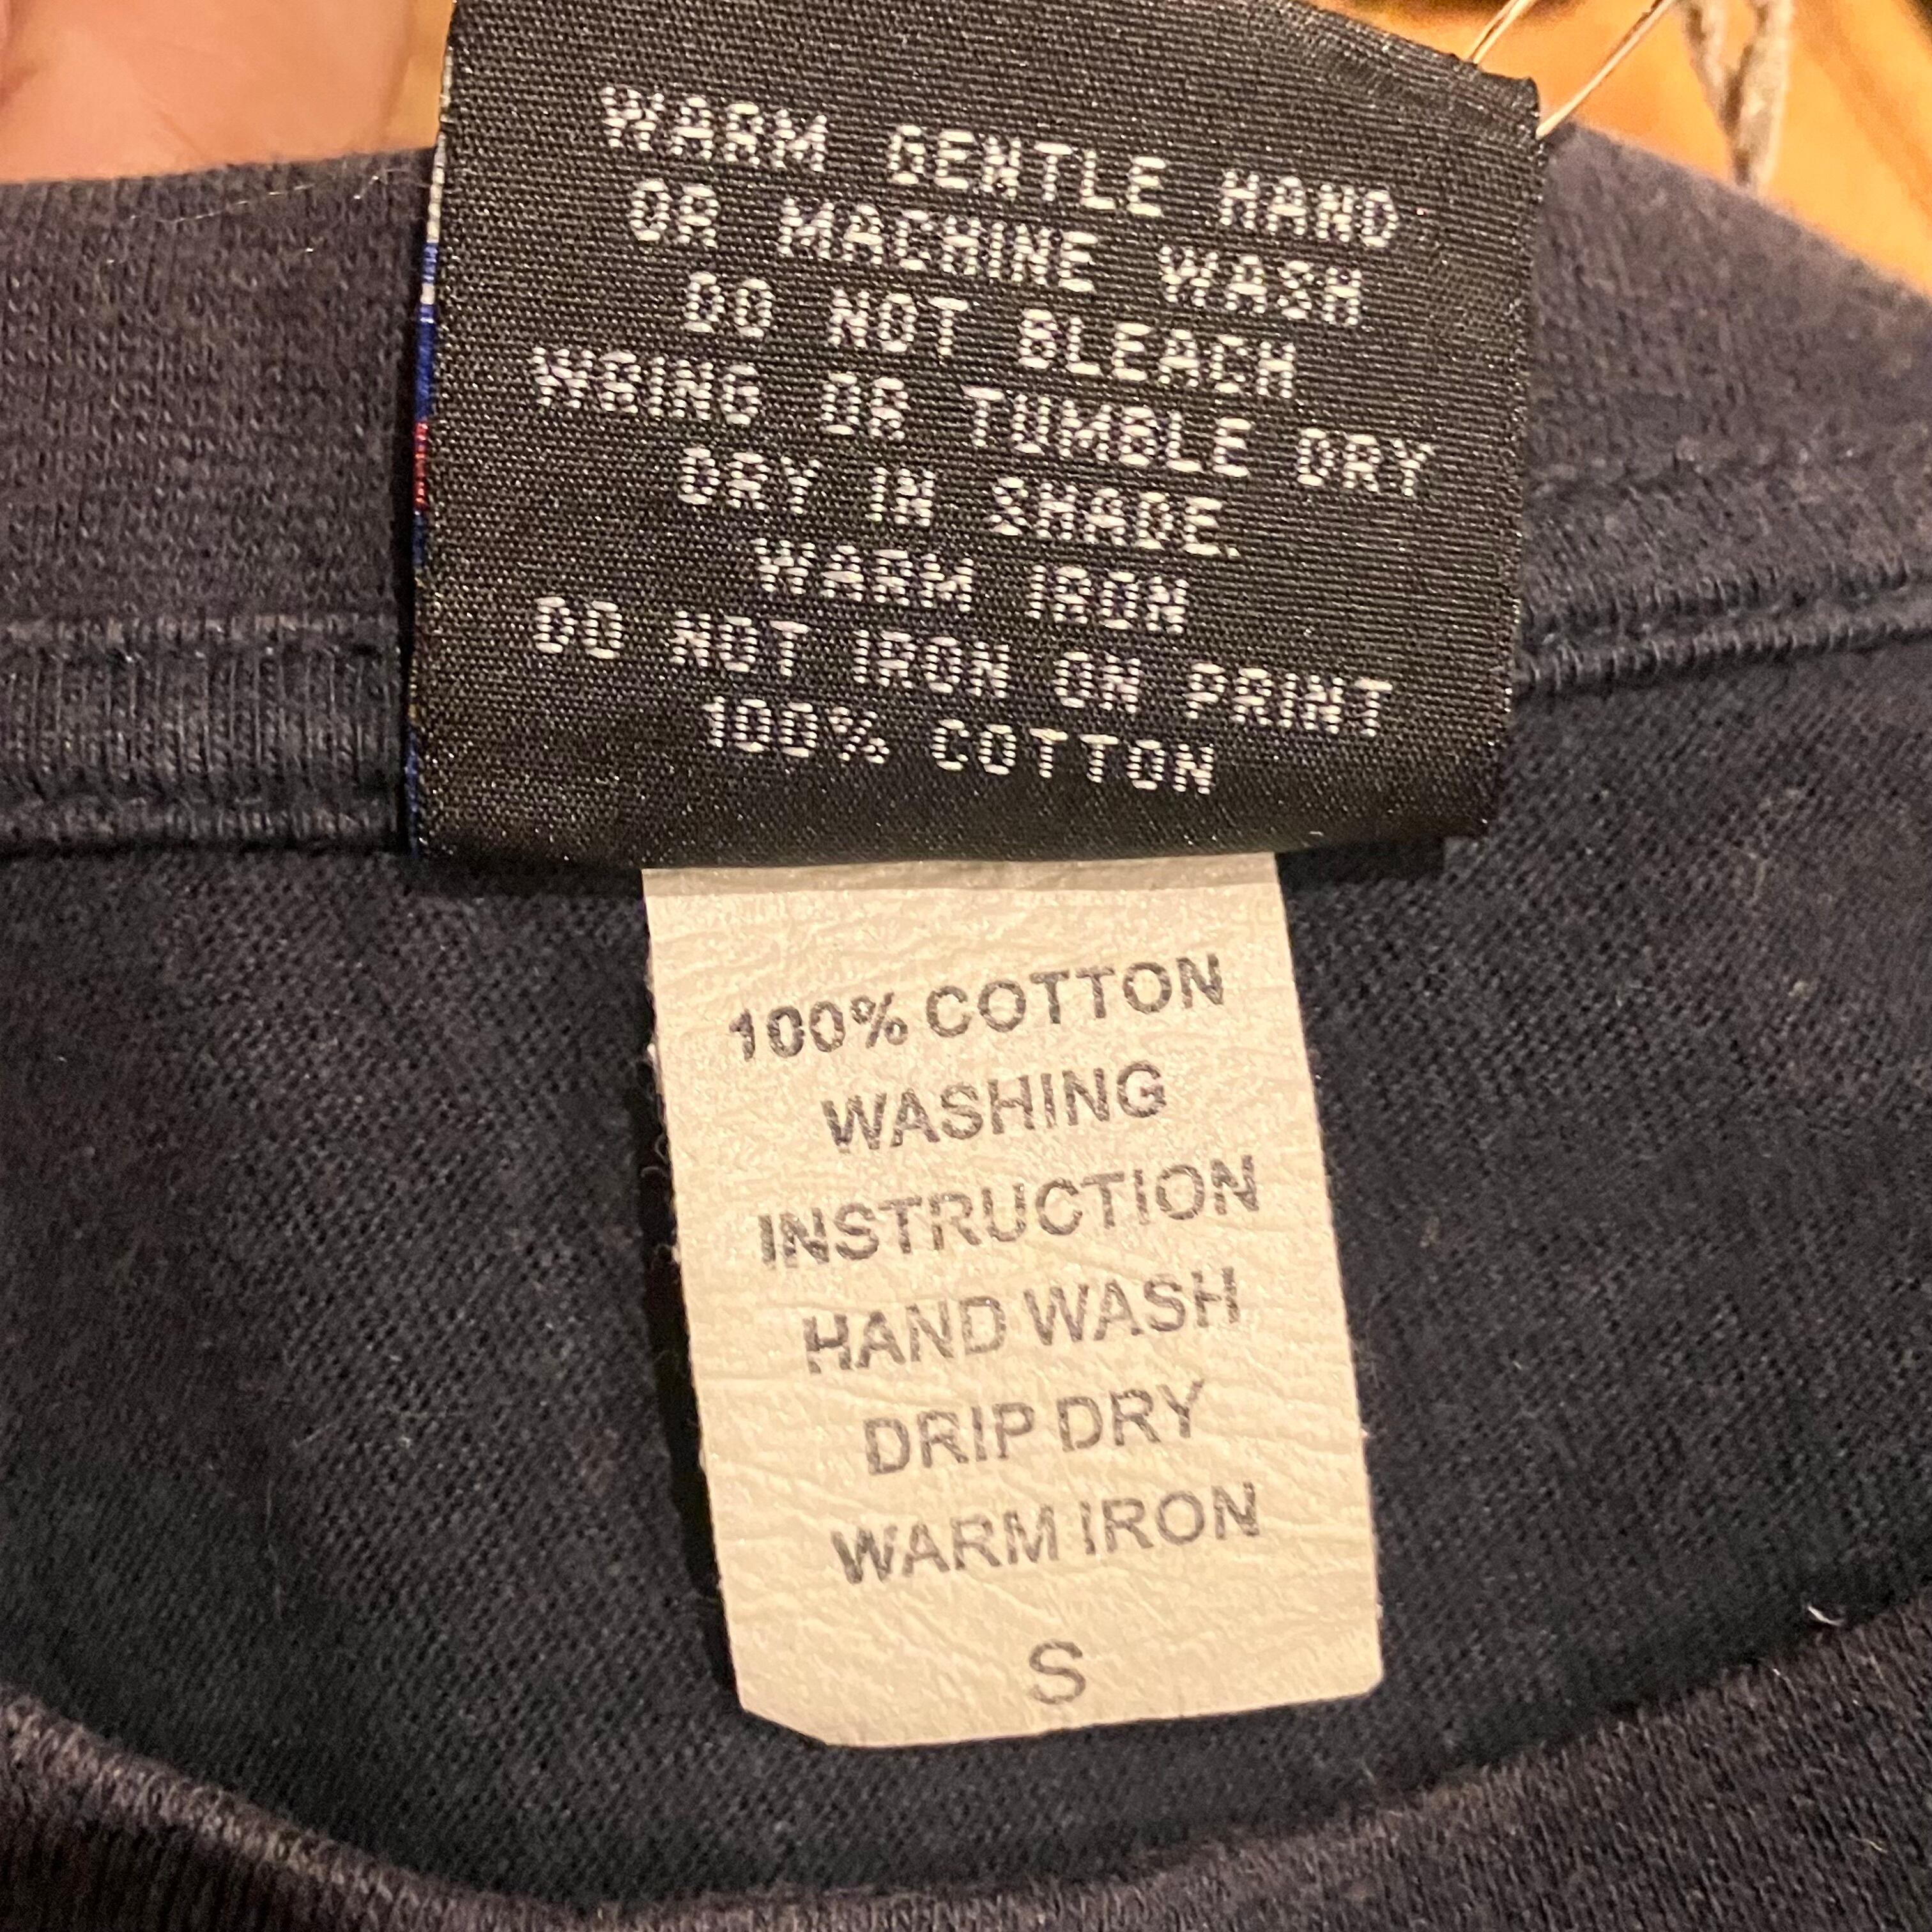 WARM GENTLE HAND
OR MACHINE WASH
DO NOT BLEACH
WRING OR TUMBLE DRY
DRY IN SHADE.
WARM IRON
DO NOT IRON ON PRINT
100% COTTON
100% COTTON
WASHING
INSTRUCTION
HAND WASH
DRIP DRY
WARM IRON
S